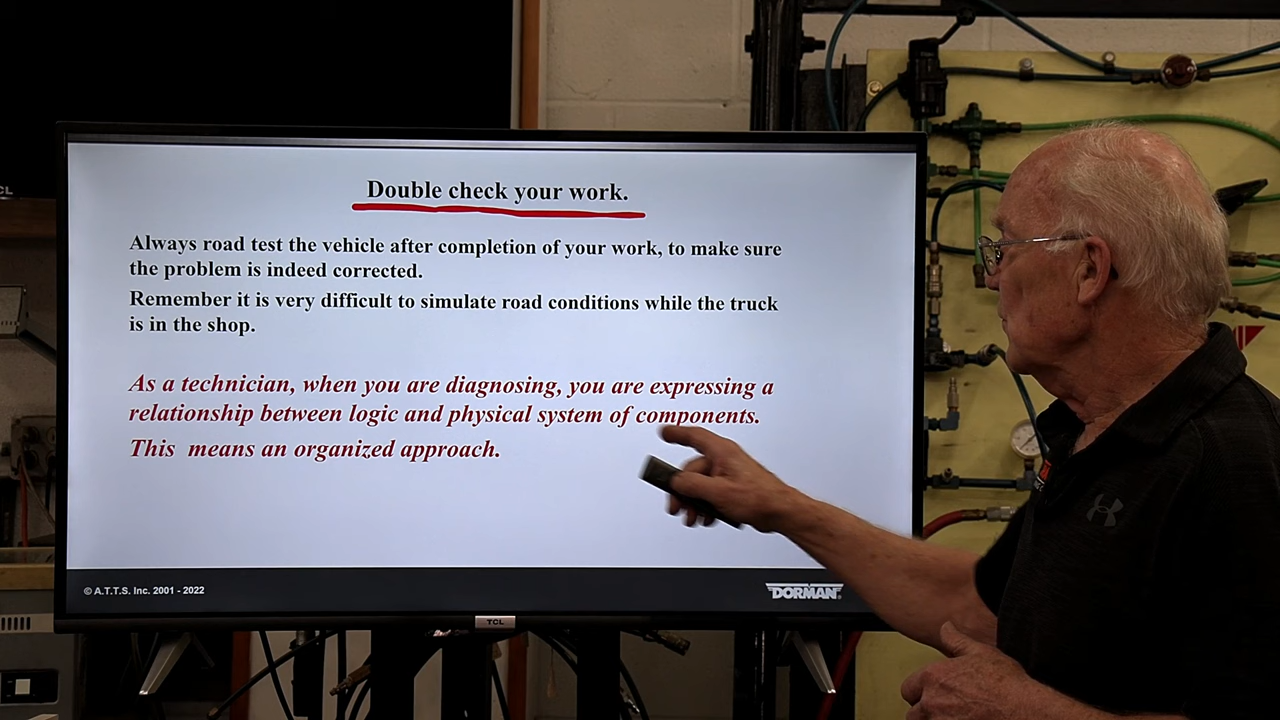 Double check your work.
Always road test the vehicle after completion of your work, to make sure
the problem is indeed corrected.
Remember it is very difficult to simulate road conditions while the truck
is in the shop.
As a technician, when you are diagnosing, you are expressing a
relationship between logic and physical system of components.
This means an organized approach.
© A.T.T.S. Inc. 2001 - 2022
DORMAN
TCL